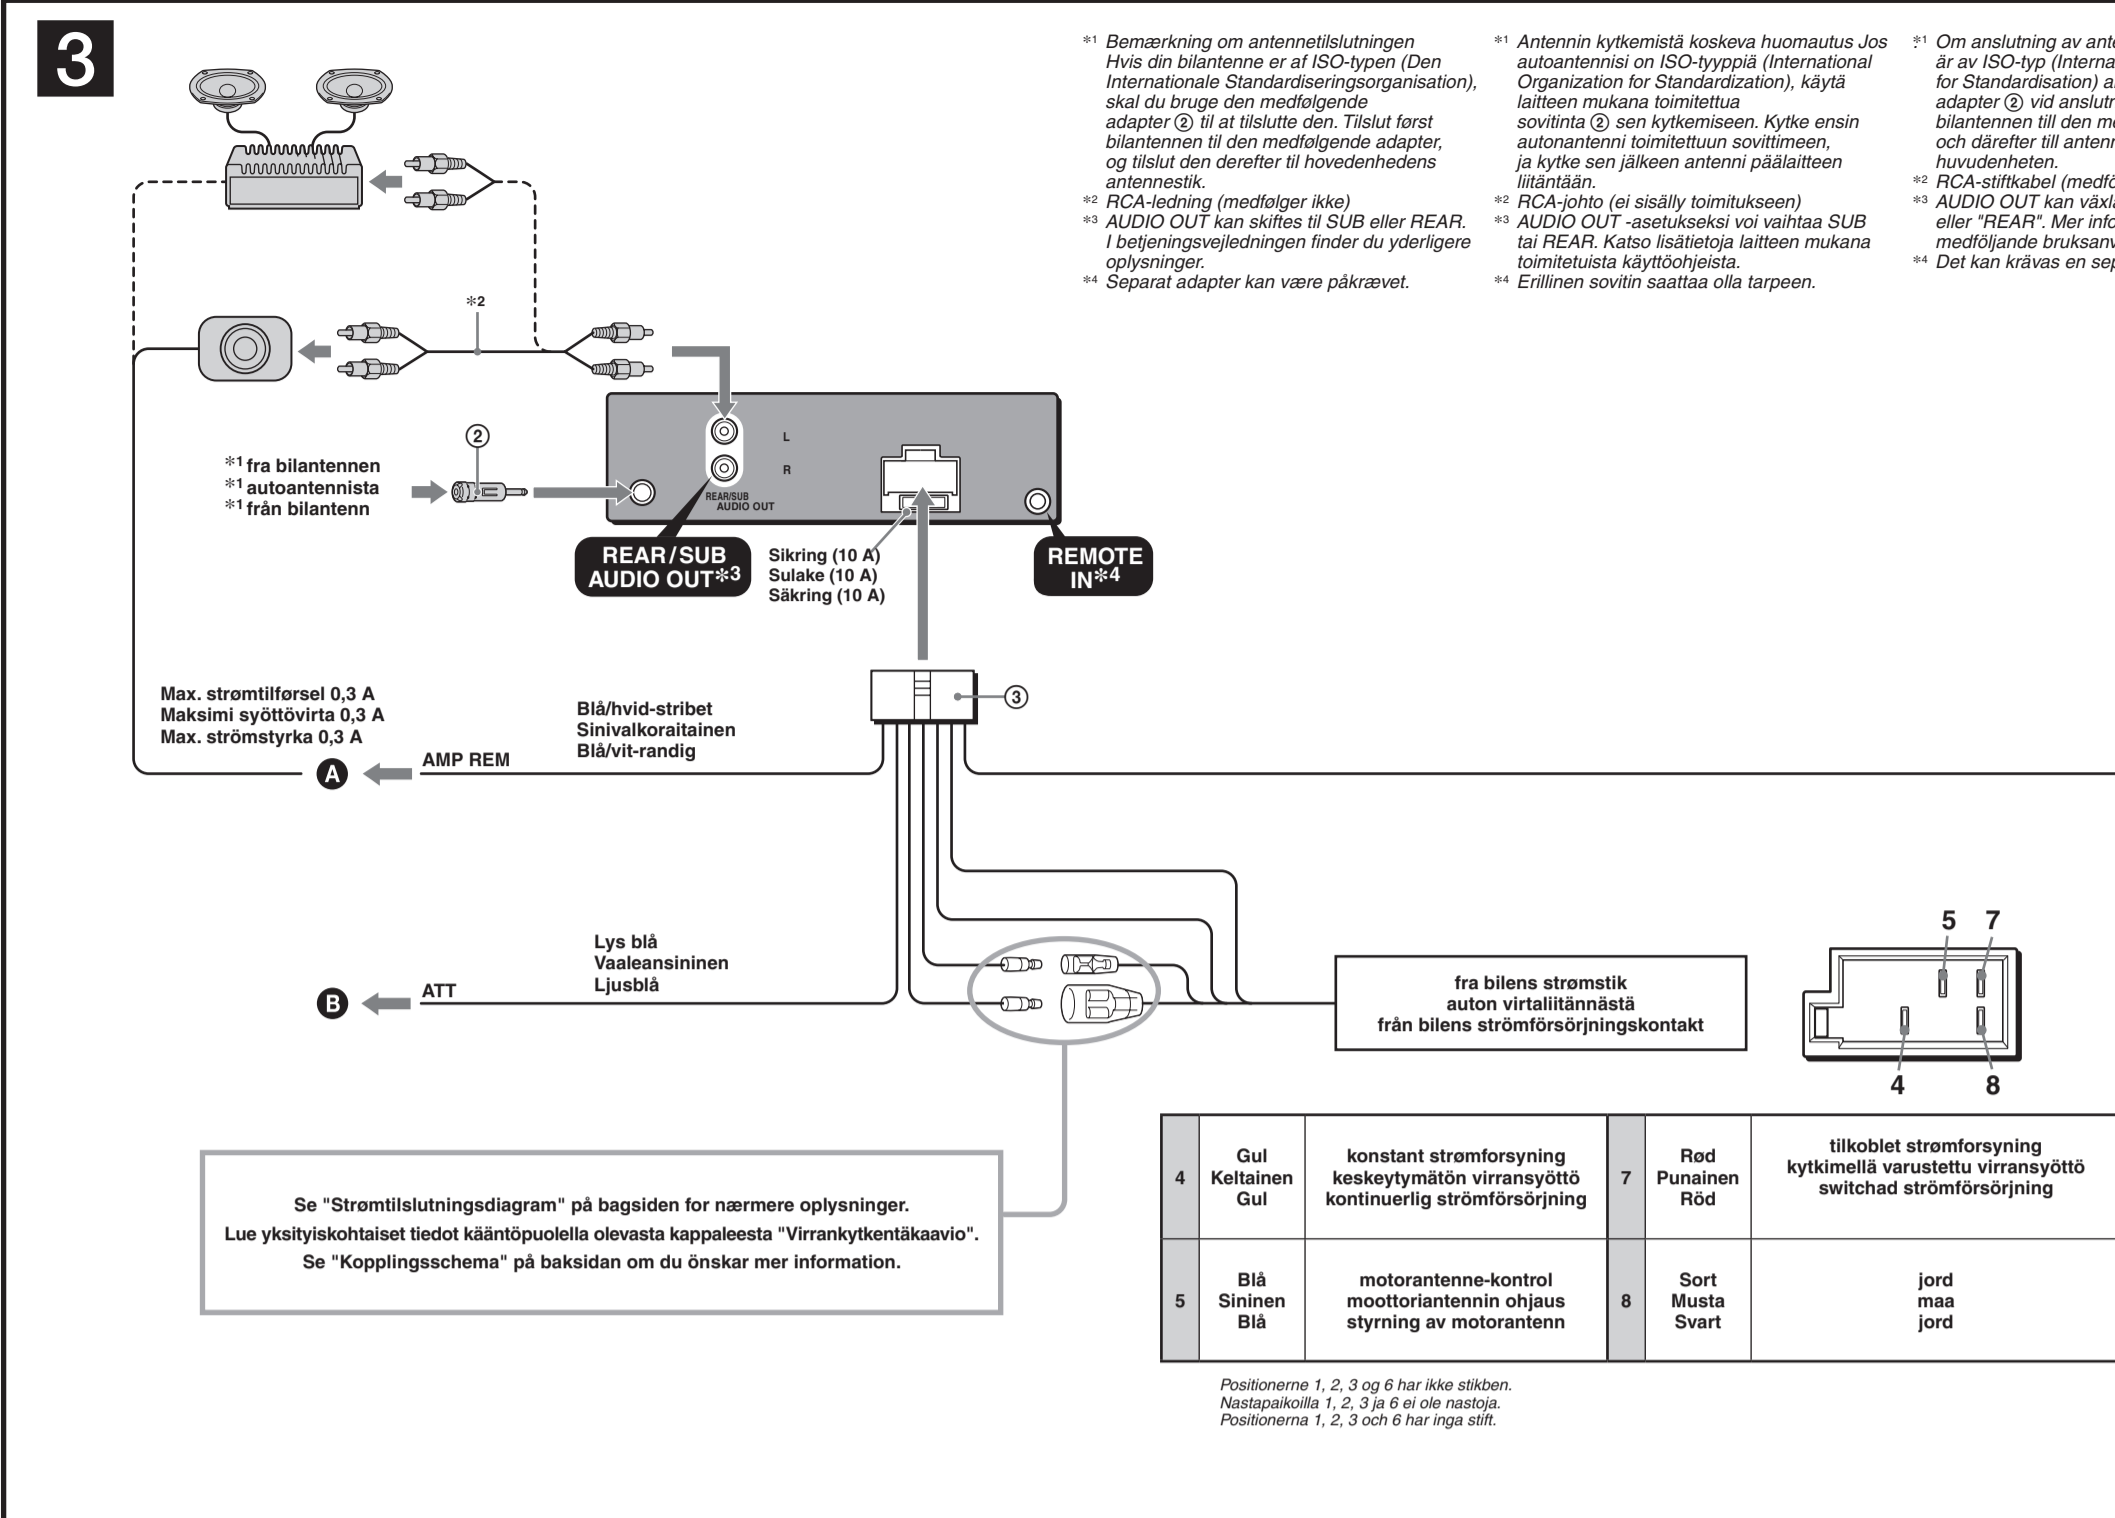 3
*1 Bemærkning om antennetilslutningen
Hvis din bilantenne er af ISO-typen (Den
Internationale Standardiseringsorganisation),
skal du bruge den medfølgende
adapter ② til at tilslutte den. Tilslut først
bilantennen til den medfølgende adapter,
og tilslut den derefter til hovedenhedens
antennestik.
*2 RCA-ledning (medfølger ikke)
*3 AUDIO OUT kan skiftes til SUB eller REAR.
I betjeningsvejledningen finder du yderligere
oplysninger.
*4 Separat adapter kan være påkrævet.
*1 Antennin kytkemistä koskeva huomautus Jos
autoantennisi on ISO-tyyppiä (International
Organization for Standardization), käytä
laitteen mukana toimitettua
sovitinta ② sen kytkemiseen. Kytke ensin
autonantenni toimitettuun sovittimeen,
ja kytke sen jälkeen antenni päälaitteen
liitäntään.
*2 RCA-johto (ei sisälly toimitukseen)
*3 AUDIO OUT -asetukseksi voi vaihtaa SUB
tai REAR. Katso lisätietoja laitteen mukana
toimitetuista käyttöohjeista.
*4 Erillinen sovitin saattaa olla tarpeen.
*1 Om anslutning av
är av ISO-typ
for Standardisation)
adapter ② vid
bilantennen till den
och därefter till
huvudenheten.
*2 RCA-stiftkabel
*3 AUDIO OUT kan
eller "REAR". Mer
medföljande
*4 Det kan krävas en
*2
②
*1 fra bilantennen
*1 autoantennista
*1 från bilantenn
L
R
REAR/SUB
AUDIO OUT
REAR/SUB
AUDIO OUT*3
Sikring (10 A)
Sulake (10 A)
Säkring (10 A)
REMOTE
IN*4
③
Max. strømtilførsel 0,3 A
Maksimi syöttövirta 0,3 A
Max. strömstyrka 0,3 A
Blå/hvid-stribet
Sinivalkoraitainen
Blå/vit-randig
A
AMP REM
Lys blå
Vaaleansininen
Ljusblå
B
ATT
fra bilens strømstik
auton virtaliitännästä
från bilens strömförsörjningskontakt
5 7
4 8
Se "Strømtilslutningsdiagram" på bagsiden for nærmere oplysninger.
Lue yksityiskohtaiset tiedot kääntöpuolella olevasta kappaleesta "Virrankytkentäkaavio".
Se "Kopplingsschema" på baksidan om du önskar mer information.
4
Gul
Keltainen
Gul
konstant strømforsyning
keskeytymätön virransyöttö
kontinuerlig strömförsörjning
7
Rød
Punainen
Röd
tilkoblet strømforsyning
kytkimellä varustettu virransyöttö
switchad strömförsörjning
5
Blå
Sininen
Blå
motorantenne-kontrol
moottoriantennin ohjaus
styrning av motorantenn
8
Sort
Musta
Svart
jord
maa
jord
Positionerne 1, 2, 3 og 6 har ikke stikben.
Nastapaikoilla 1, 2, 3 ja 6 ei ole nastoja.
Positionerna 1, 2, 3 och 6 har inga stift.